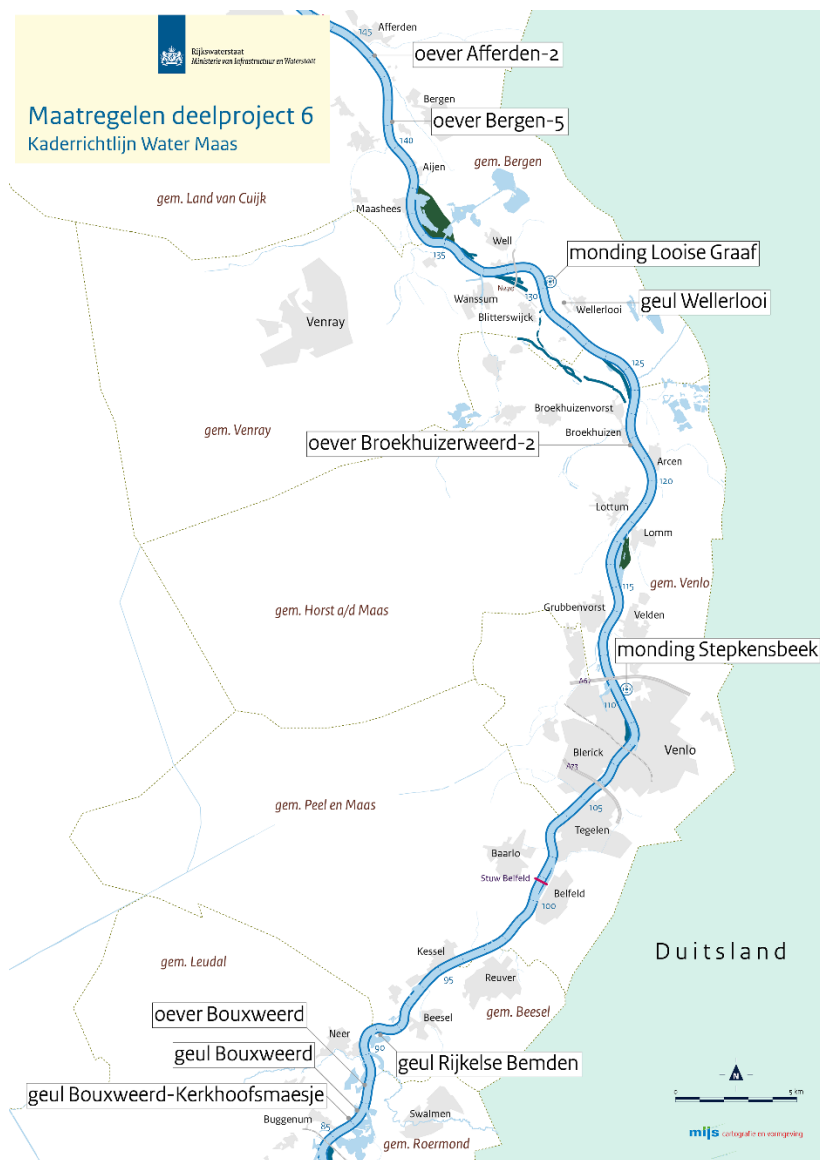 Rijkswaterstaat
Ministerie van Infrastructuur en Waterstaat
Maatregelen deelproject 6
Kaderrichtlijn Water Maas
145
Afferden
oever Afferden-2
Bergen
oever Bergen-5
140
Aijen
gem. Bergen
gem. Land van Cuijk
Maashees
Well
135
monding Looise Graaf
N270
130
Wanssum
geul Wellerlooi
Wellerlooi
Blitterswijck
Venray
125
Broekhuizenvorst
gem. Venray
Broekhuizen
oever Broekhuizerweerd-2
Arcen
120
Lottum
Lomm
115
gem. Venlo
gem. Horst a/d Maas
Grubbenvorst
Velden
monding Stepkensbeek
A67
110
Blerick
Venlo
A73
gem. Peel en Maas
105
Tegelen
Baarlo
Stuw Belfeld
Belfeld
100
Duitsland
Kessel
gem. Leudal
95
Reuver
oever Bouxweerd
gem. Beesel
Beesel
Neer
90
geul Bouxweerd
geul Rijkelse Bemden
geul Bouxweerd-Kerkhoofsmaesje
N
0
5 km
Buggenum
Swalmen
85
gem. Roermond
mijs cartografie en vormgeving